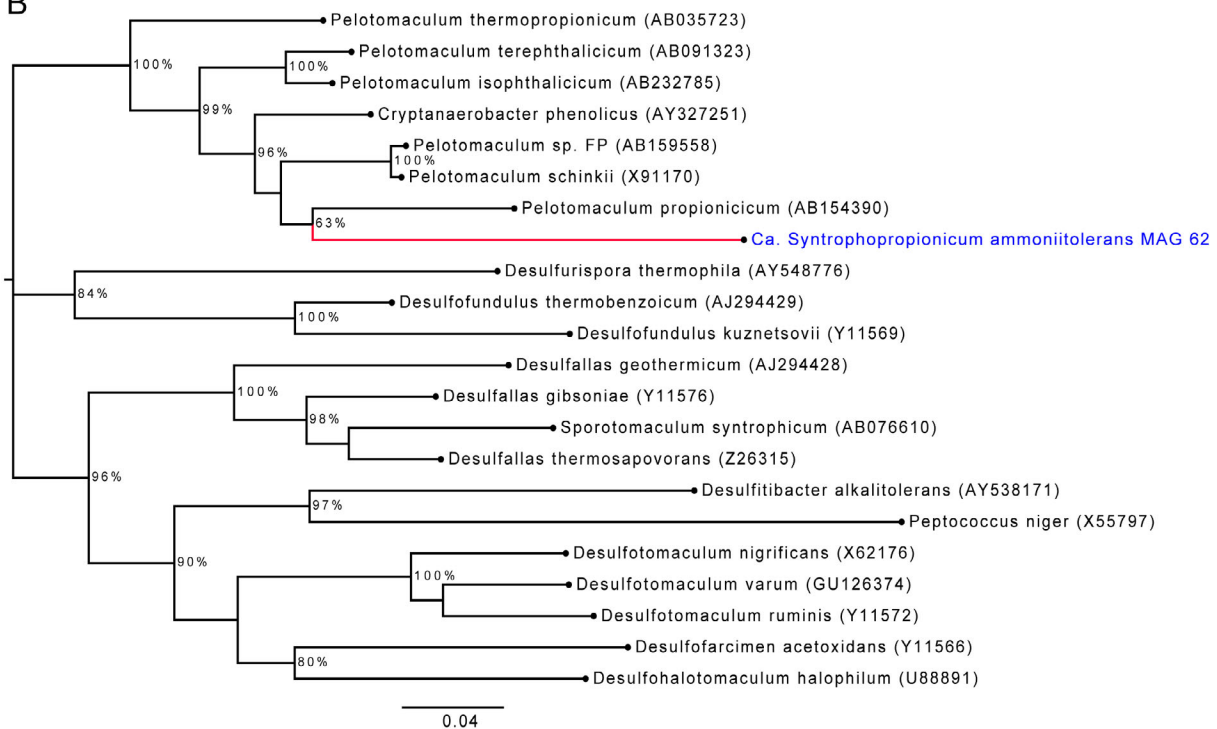 B
Pelotomaculum thermopropionicum (AB035723)
Pelotomaculum terephthalicicum (AB091323)
100%
100%
Pelotomaculum isophthalicicum (AB232785)
99%
Cryptanaerobacter phenolicus (AY327251)
Pelotomaculum sp. FP (AB159558)
96%
100%
Pelotomaculum schinkii (X91170)
Pelotomaculum propionicicum (AB154390)
63%
Ca. Syntrophopropionicum ammoniitolerans MAG 62
Desulfurispora thermophila (AY548776)
84%
Desulfofundulus thermobenzoicum (AJ294429)
100%
Desulfofundulus kuznetsovii (Y11569)
Desulfallas geothermicum (AJ294428)
100%
Desulfallas gibsoniae (Y11576)
98%
Sporotomaculum syntrophicum (AB076610)
Desulfallas thermosapovorans (Z26315)
96%
Desulfitibacter alkalitolerans (AY538171)
97%
Peptococcus niger (X55797)
Desulfotomaculum nigrificans (X62176)
90%
100%
Desulfotomaculum varum (GU126374)
Desulfotomaculum ruminis (Y11572)
Desulfofarcimen acetoxidans (Y11566)
80%
Desulfohalotomaculum halophilum (U88891)
0.04